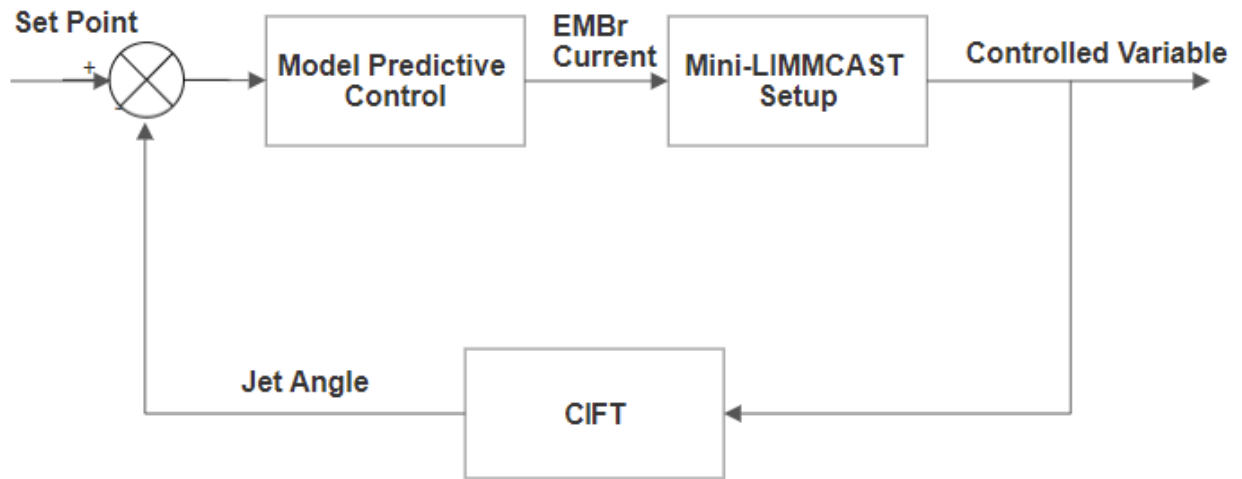 Set Point
+
-
Model Predictive
Control
EMBr
Current
Mini-LIMMCAST
Setup
Controlled Variable
Jet Angle
CIFT